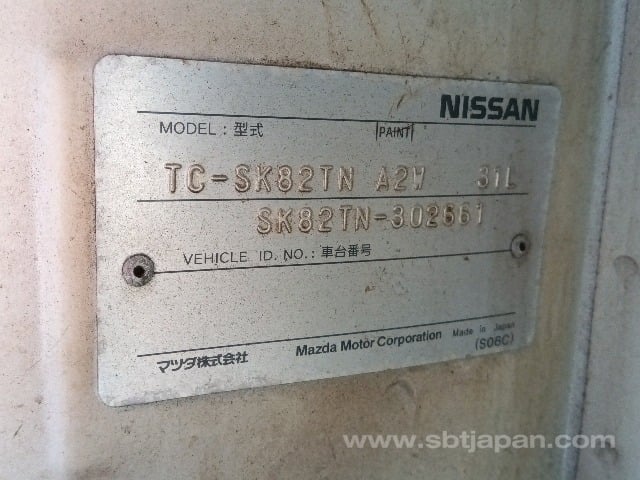 NISSAN
MODEL : 型式 PAINT
TC-SK82TN A2W 31L
SK82TN-302661
VEHICLE ID. NO. : 車台番号
マツダ株式会社 Mazda Motor Corporation Made in Japan
(S08C)
www.sbtjapan.com